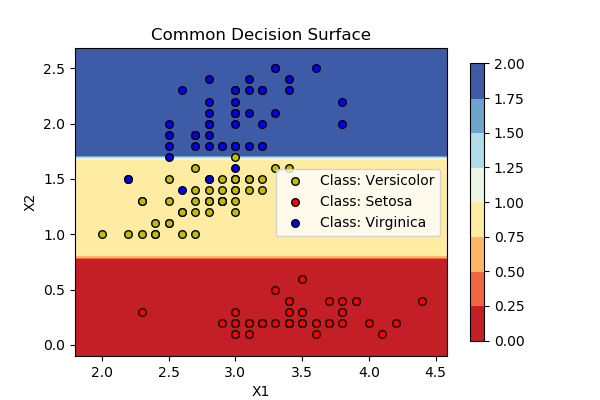 Common Decision Surface
X2
2.5
2.0
1.5
1.0
0.5
0.0
Class: Versicolor
Class: Setosa
Class: Virginica
2.0 2.5 3.0 3.5 4.0 4.5
X1
2.00
1.75
1.50
1.25
1.00
0.75
0.50
0.25
0.00